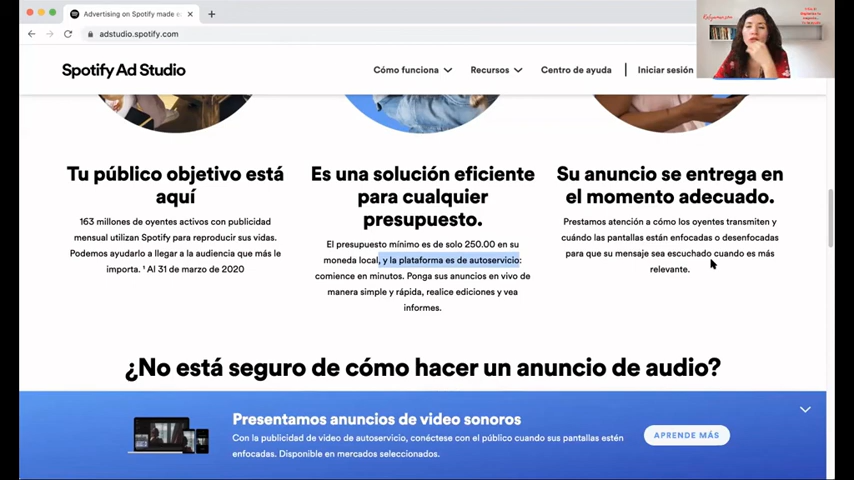 Advertising on Spotify made e
adstudio.spotify.com
Spotify Ad Studio
Cómo funciona
Recursos
Centro de ayuda
Iniciar sesión
Tu público objetivo está
aquí
163 millones de oyentes activos con publicidad
mensual utilizan Spotify para reproducir sus vidas.
Podemos ayudarlo a llegar a la audiencia que más le
importa. ¹ Al 31 de marzo de 2020
Es una solución eficiente
para cualquier
presupuesto.
El presupuesto mínimo es de solo 250.00 en su
moneda local, y la plataforma es de autoservicio:
comience en minutos. Ponga sus anuncios en vivo de
manera simple y rápida, realice ediciones y vea
informes.
Su anuncio se entrega en
el momento adecuado.
Prestamos atención a cómo los oyentes transmiten y
cuándo las pantallas están enfocadas o desenfocadas
para que su mensaje sea escuchado cuando es más
relevante.
¿No está seguro de cómo hacer un anuncio de audio?
Presentamos anuncios de video sonoros
Con la publicidad de video de autoservicio, conéctese con el público cuando sus pantallas estén
enfocadas. Disponible en mercados seleccionados.
APRENDE MÁS